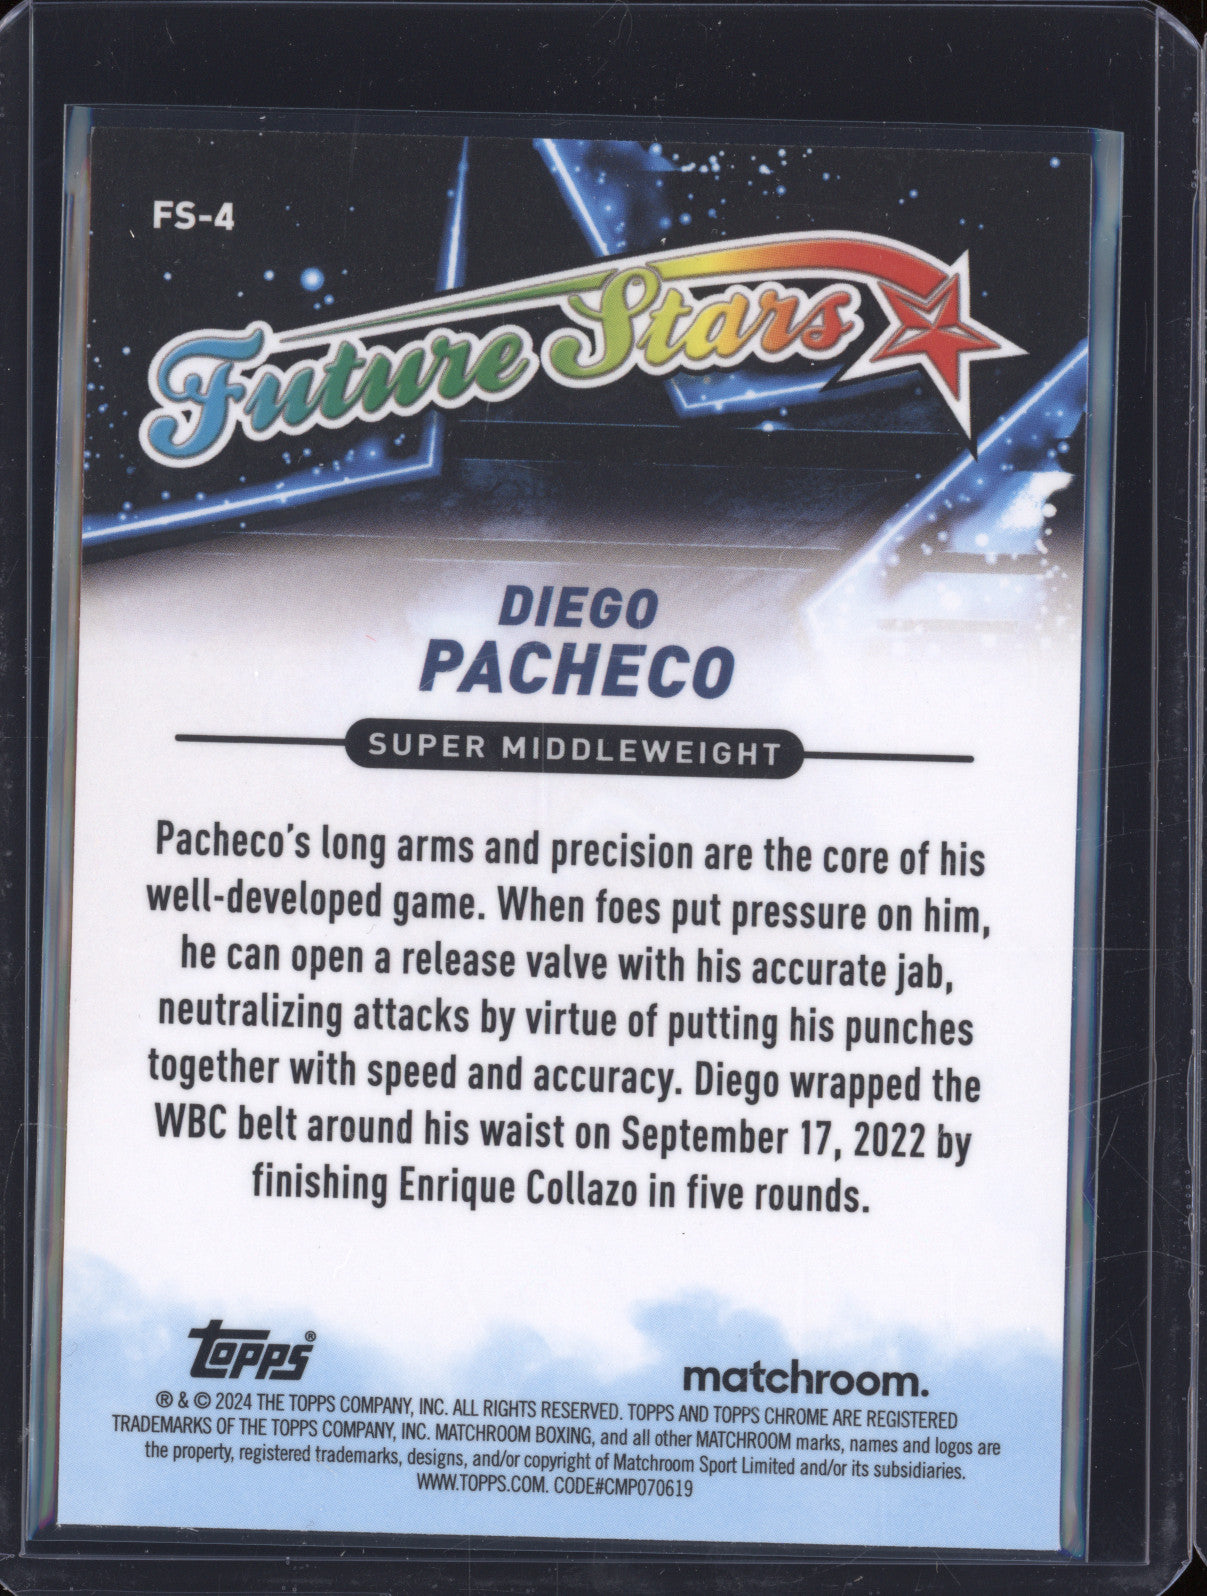 FS-4
Future Stars
DIEGO
PACHECO
SUPER MIDDLEWEIGHT
Pacheco's long arms and precision are the core of his
well-developed game. When foes put pressure on him,
he can open a release valve with his accurate jab,
neutralizing attacks by virtue of putting his punches
together with speed and accuracy. Diego wrapped the
WBC belt around his waist on September 17, 2022 by
finishing Enrique Collazo in five rounds.
Topps®
matchroom.
® & © 2024 THE TOPPS COMPANY, INC. ALL RIGHTS RESERVED. TOPPS AND TOPPS CHROME ARE REGISTERED
TRADEMARKS OF THE TOPPS COMPANY, INC. MATCHROOM BOXING, and all other MATCHROOM marks, names and logos are
the property, registered trademarks, designs, and/or copyright of Matchroom Sport Limited and/or its subsidiaries.
WWW.TOPPS.COM. CODE#CMP070619